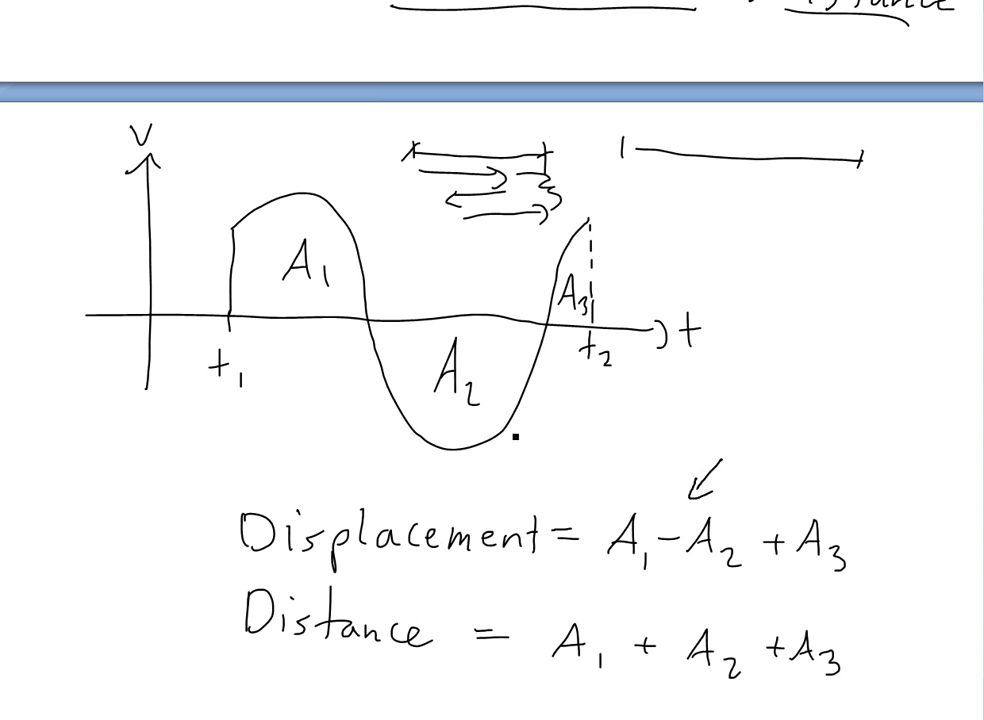 V
A₁
A₃
t
t₁
t₂
A₂
Displacement = A₁ - A₂ + A₃
Distance = A₁ + A₂ + A₃